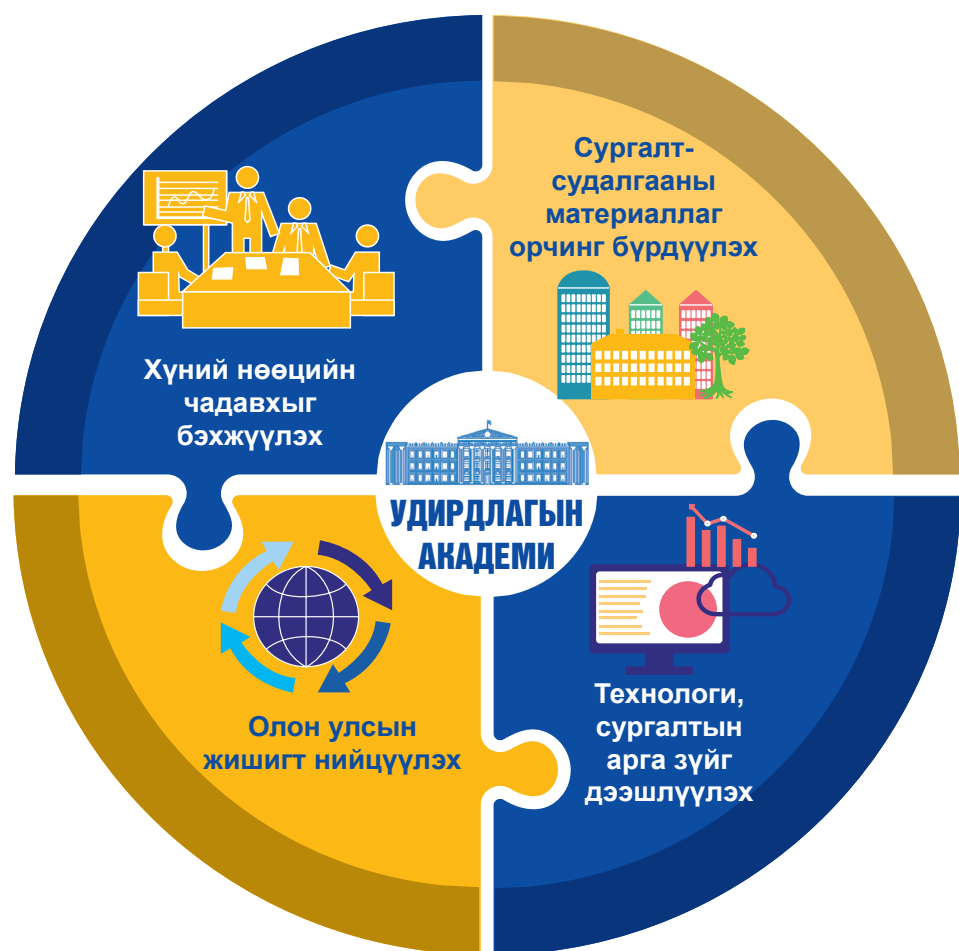 Хүний нөөцийн
чадавхыг
бэхжүүлэх
Сургалт-
судалгааны
материаллаг
орчинг бүрдүүлэх
УДИРДЛАГЫН
АКАДЕМИ
Олон улсын
жишигт нийцүүлэх
Технологи,
сургалтын
арга зүйг
дээшлүүлэх